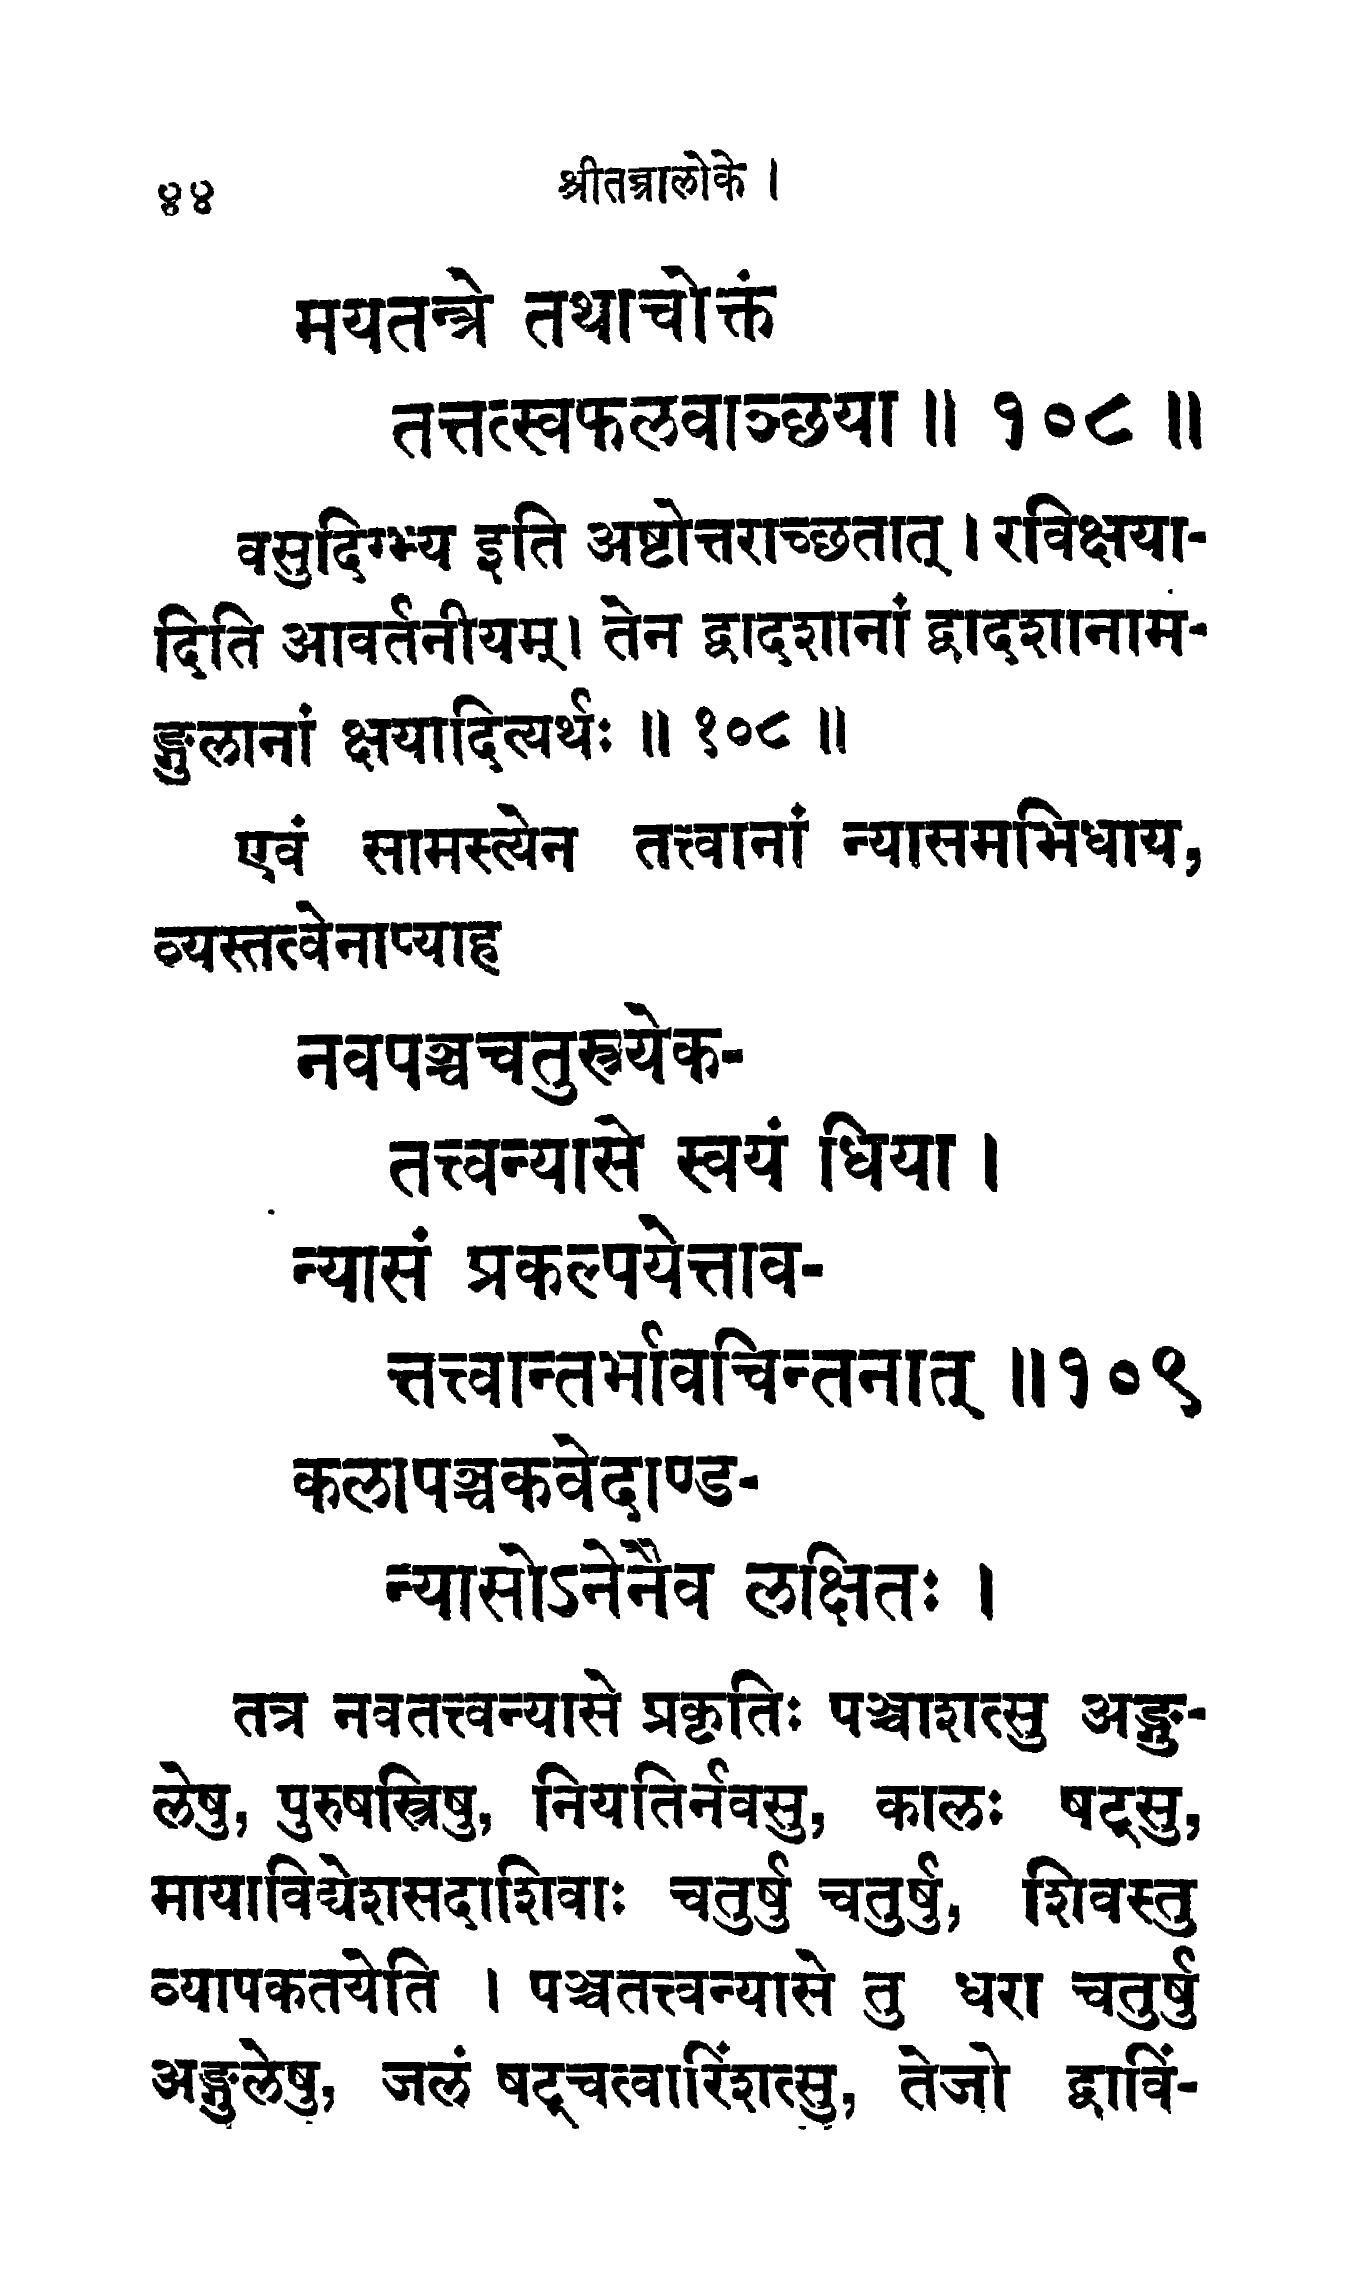 ४४ श्रीतन्त्रालोके ।
मयतन्त्रे तथाचोक्तं
तत्तत्स्वफलवाञ्छया ॥ १०८ ॥
वसुदिग्भ्य इति अष्टोत्तराच्छतात् । रविक्षया-
दिति आवर्तनीयम् । तेन द्वादशानां द्वादशानाम-
ङ्गुलानां क्षयादित्यर्थः ॥ १०८ ॥
एवं सामस्त्येन तत्त्वानां न्यासमभिधाय,
व्यस्तत्वेनाप्याह
नवपञ्चचतुस्त्र्येक-
तत्त्वन्यासे स्वयं धिया ।
न्यासं प्रकल्पयेत्ताव-
त्तत्त्वान्तर्भावचिन्तनात् ॥१०९
कलापञ्चकवेदाण्ड-
न्यासोऽनेनैव लक्षितः ।
तत्र नवतत्त्वन्यासे प्रकृतिः पञ्चाशत्सु अङ्गु-
लेषु, पुरुषस्त्रिषु, नियतिर्नवसु, कालः षट्सु,
मायाविद्येशसदाशिवाः चतुर्षु चतुर्षु, शिवस्तु
व्यापकतयेति । पञ्चतत्त्वन्यासे तु धरा चतुर्षु
अङ्गुलेषु, जलं षट्चत्वारिंशत्सु, तेजो द्वाविं-